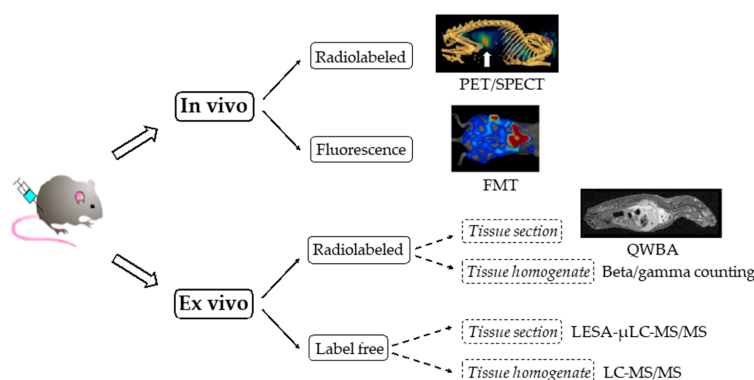 Radiolabeled
PET/SPECT
In vivo
Fluorescence
FMT
Radiolabeled
Tissue section
QWBA
Tissue homogenate Beta/gamma counting
Ex vivo
Label free
Tissue section LESA-μLC-MS/MS
Tissue homogenate LC-MS/MS